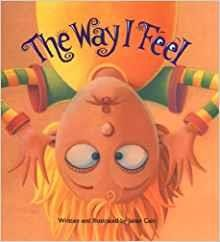 The Way I Feel
Written and Illustrated by Janan Cain